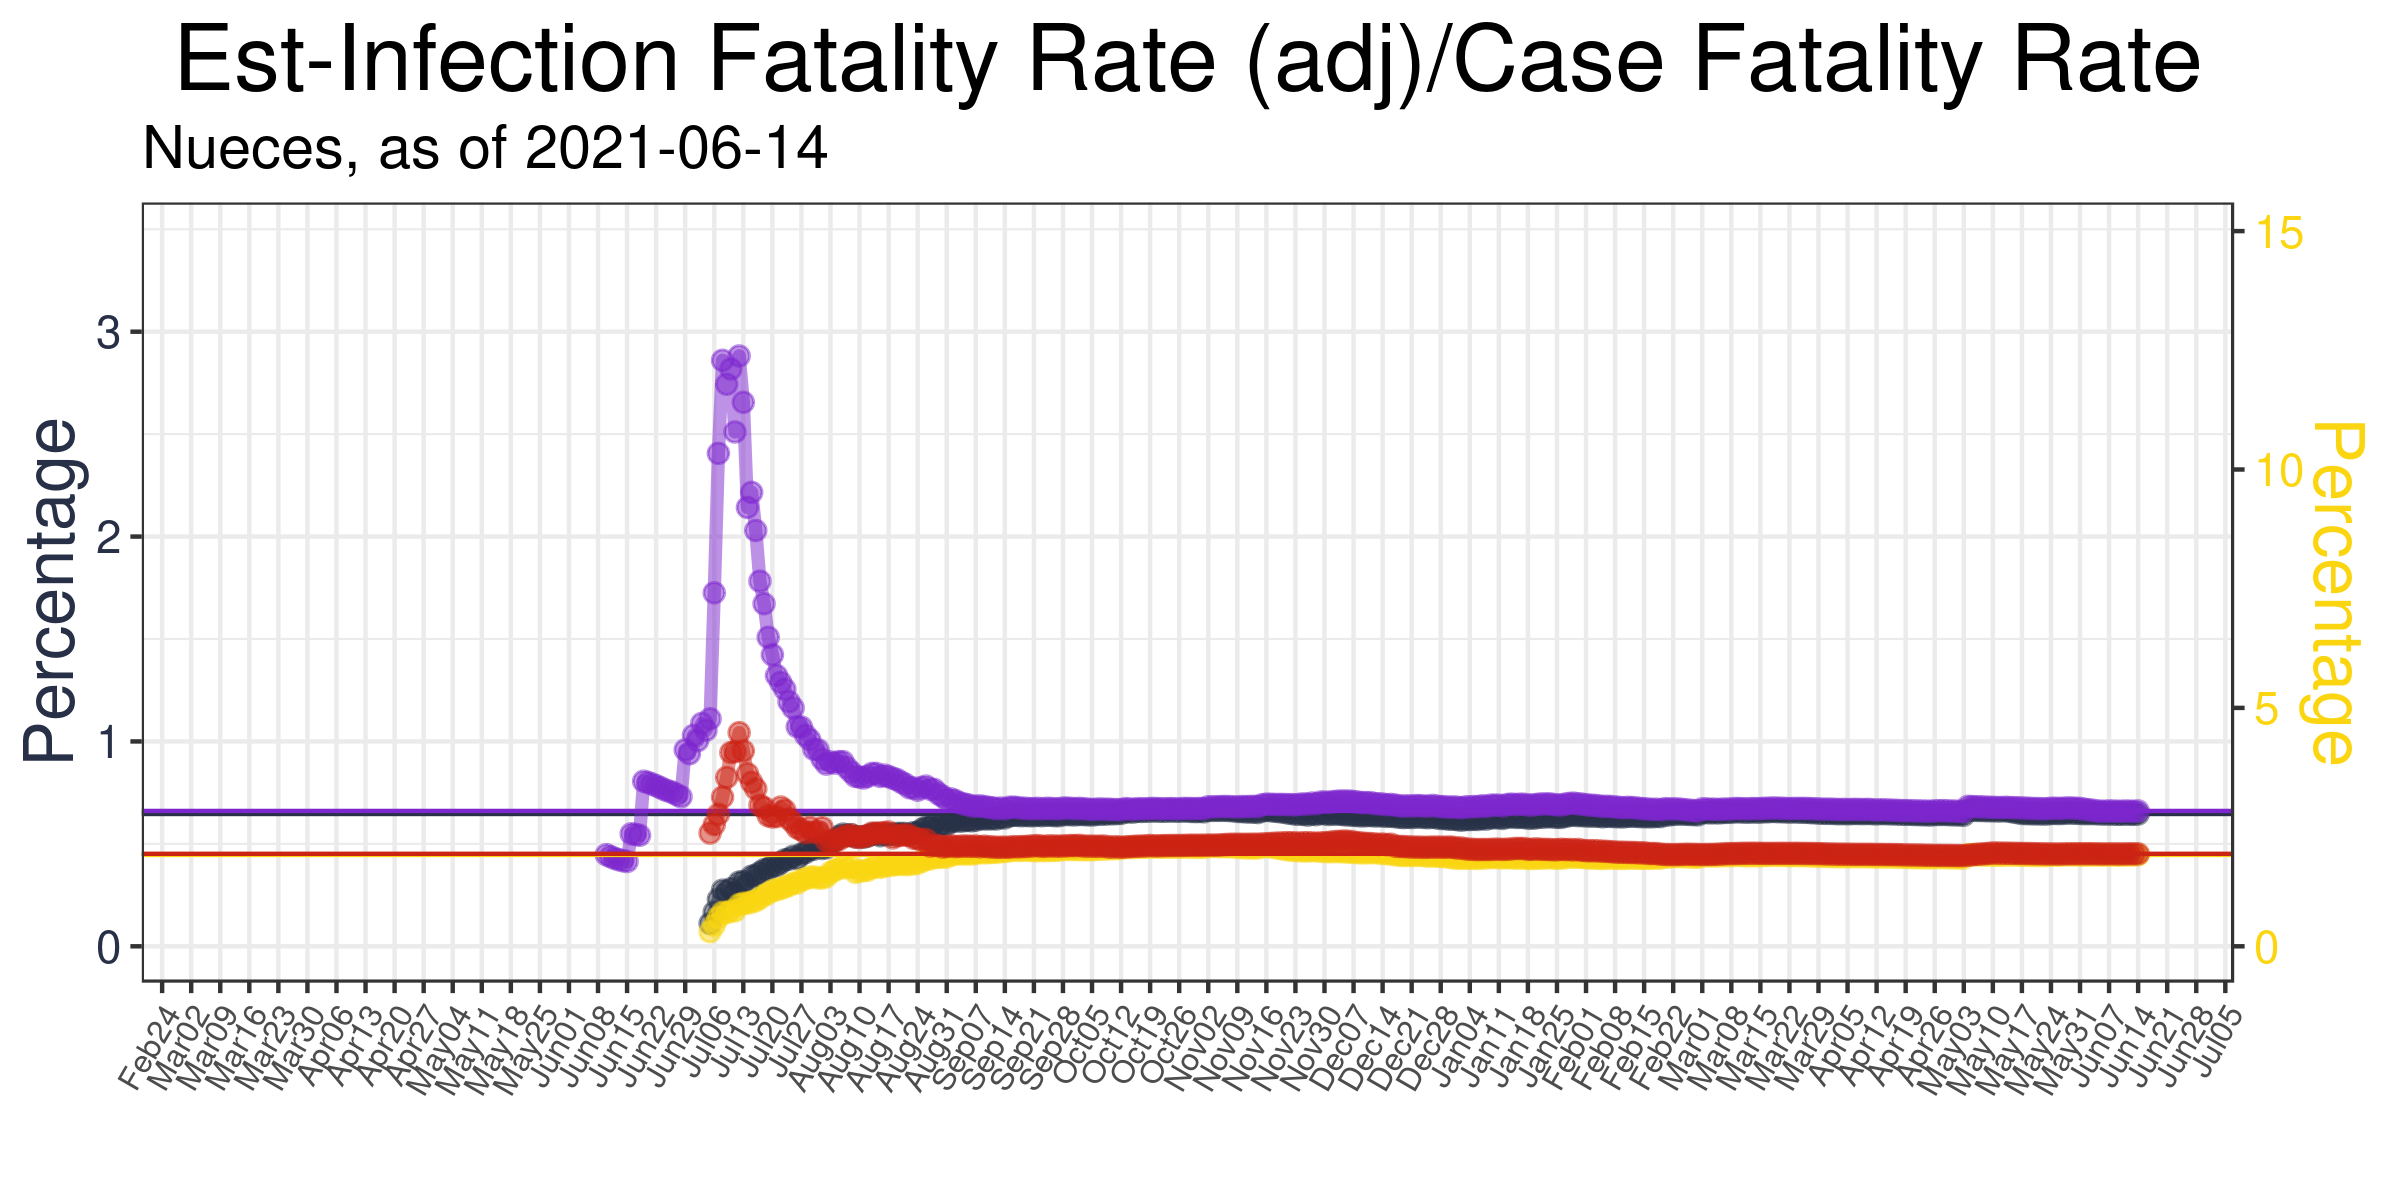 Est-Infection Fatality Rate (adj)/Case Fatality Rate
Nueces, as of 2021-06-14
Percentage
3
2
1
0
15
10
5
0
Percentage
Feb24
Mar02
Mar09
Mar16
Mar23
Mar30
Apr06
Apr13
Apr20
Apr27
May04
May11
May18
May25
Jun01
Jun08
Jun15
Jun22
Jun29
Jul06
Jul13
Jul20
Jul27
Aug03
Aug10
Aug17
Aug24
Aug31
Sep07
Sep14
Sep21
Sep28
Oct05
Oct12
Oct19
Oct26
Nov02
Nov09
Nov16
Nov23
Nov30
Dec07
Dec14
Dec21
Dec28
Jan04
Jan11
Jan18
Jan25
Feb01
Feb08
Feb15
Feb22
Mar01
Mar08
Mar15
Mar22
Mar29
Apr05
Apr12
Apr19
Apr26
May03
May10
May17
May24
May31
Jun07
Jun14
Jun21
Jun28
Jul05